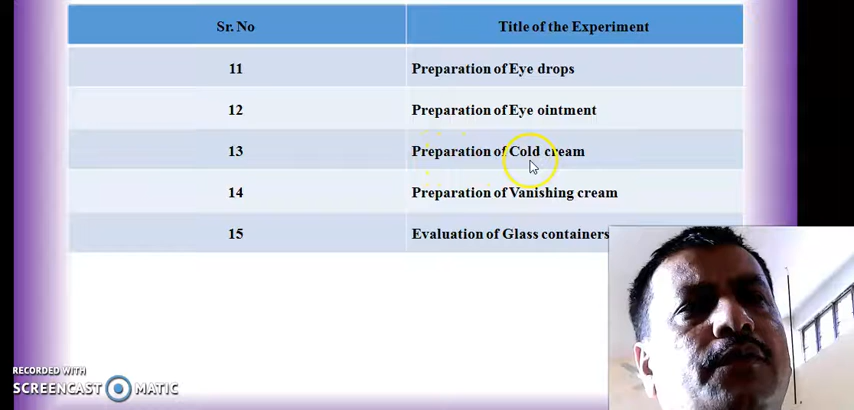 Sr. No Title of the Experiment
11 Preparation of Eye drops
12 Preparation of Eye ointment
13 Preparation of Cold cream
14 Preparation of Vanishing cream
15 Evaluation of Glass containers
RECORDED WITH
SCREENCAST MATIC